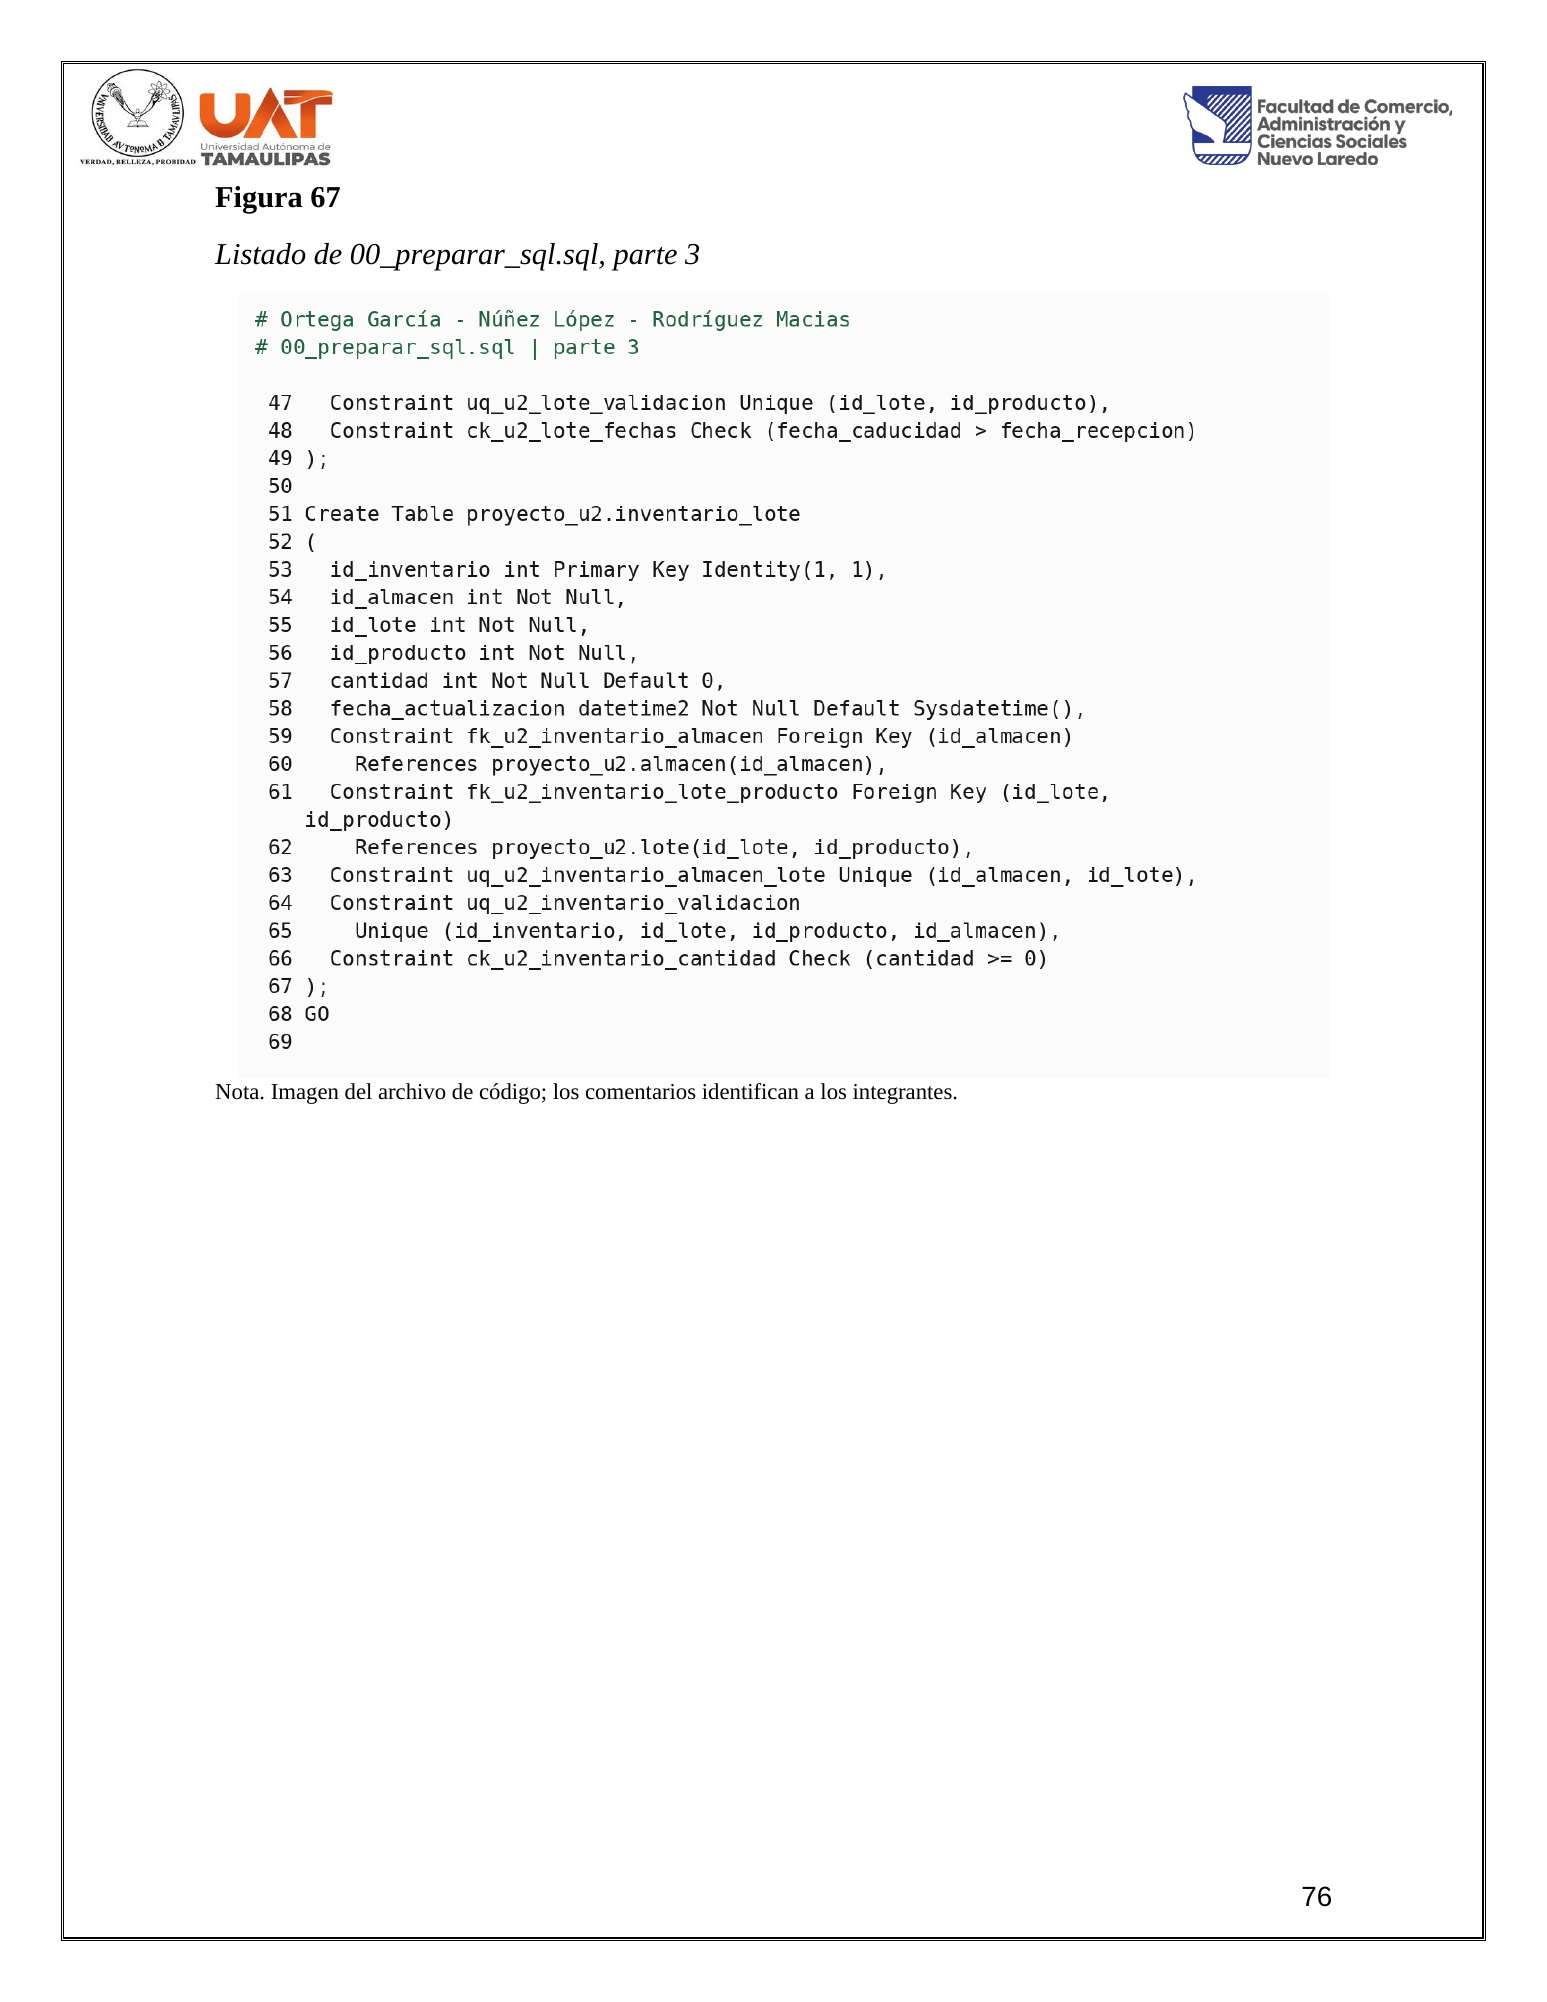 UNIVERSIDAD AVTONOMA D TAMAVLIPAS
VERDAD, BELLEZA, PROBIDAD
UAT
Universidad Autónoma de
TAMAULIPAS
Facultad de Comercio,
Administración y
Ciencias Sociales
Nuevo Laredo
Figura 67
Listado de 00_preparar_sql.sql, parte 3
# Ortega García - Núñez López - Rodríguez Macias
# 00_preparar_sql.sql | parte 3
47   Constraint uq_u2_lote_validacion Unique (id_lote, id_producto),
48   Constraint ck_u2_lote_fechas Check (fecha_caducidad > fecha_recepcion)
49 );
50
51 Create Table proyecto_u2.inventario_lote
52 (
53   id_inventario int Primary Key Identity(1, 1),
54   id_almacen int Not Null,
55   id_lote int Not Null,
56   id_producto int Not Null,
57   cantidad int Not Null Default 0,
58   fecha_actualizacion datetime2 Not Null Default Sysdatetime(),
59   Constraint fk_u2_inventario_almacen Foreign Key (id_almacen)
60     References proyecto_u2.almacen(id_almacen),
61   Constraint fk_u2_inventario_lote_producto Foreign Key (id_lote,
id_producto)
62     References proyecto_u2.lote(id_lote, id_producto),
63   Constraint uq_u2_inventario_almacen_lote Unique (id_almacen, id_lote),
64   Constraint uq_u2_inventario_validacion
65     Unique (id_inventario, id_lote, id_producto, id_almacen),
66   Constraint ck_u2_inventario_cantidad Check (cantidad >= 0)
67 );
68 GO
69
Nota. Imagen del archivo de código; los comentarios identifican a los integrantes.
76